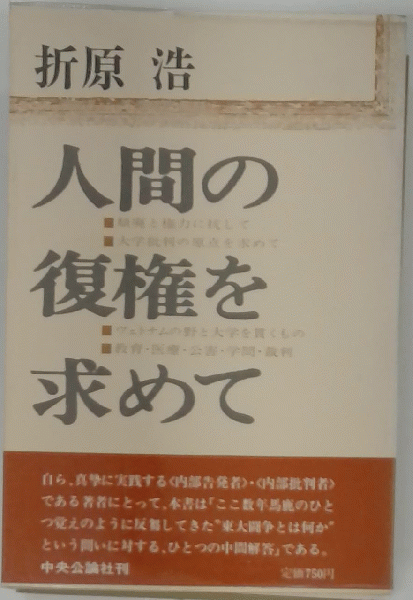 折原 浩
人間の
■欺瞞と権力に抗して
■大学批判の原点を求めて
復権を
■ヴェトナムの野と大学を貫くもの
■教育・医療・公害・学問・裁判
求めて
自ら、真摯に実践する〈内部告発者〉・〈内部批判者〉
である著者にとって、本書は「ここ数年馬鹿のひと
つ覚えのように反芻してきた“東大闘争とは何か”
という問いに対する、ひとつの中間解答」である。
中央公論社刊
定価750円